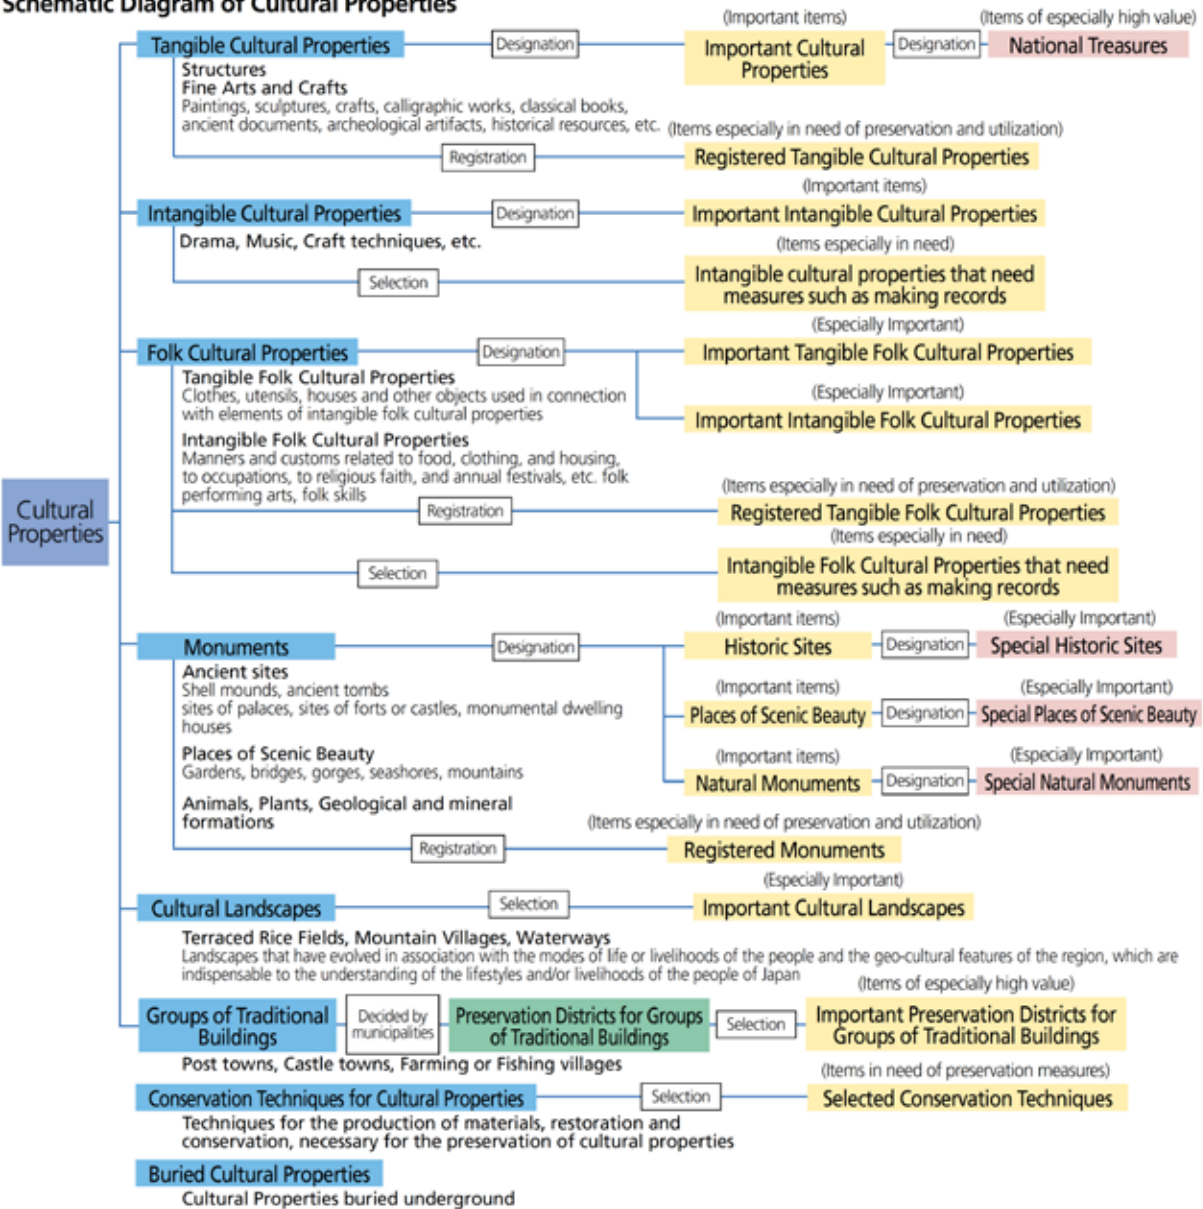 Schematic Diagram of Cultural Properties
(Important items)
(Items of especially high value)
Tangible Cultural Properties
Designation
Important Cultural
Properties
Designation
National Treasures
Structures
Fine Arts and Crafts
Paintings, sculptures, crafts, calligraphic works, classical books,
ancient documents, archeological artifacts, historical resources, etc.
(Items especially in need of preservation and utilization)
Registration
Registered Tangible Cultural Properties
(Important items)
Intangible Cultural Properties
Designation
Important Intangible Cultural Properties
Drama, Music, Craft techniques, etc.
(Items especially in need)
Selection
Intangible cultural properties that need
measures such as making records
(Especially Important)
Folk Cultural Properties
Designation
Important Tangible Folk Cultural Properties
Tangible Folk Cultural Properties
Clothes, utensils, houses and other objects used in connection
with elements of intangible folk cultural properties
(Especially Important)
Important Intangible Folk Cultural Properties
Intangible Folk Cultural Properties
Manners and customs related to food, clothing, and housing,
to occupations, to religious faith, and annual festivals, etc. folk
performing arts, folk skills
(Items especially in need of preservation and utilization)
Registration
Registered Tangible Folk Cultural Properties
(Items especially in need)
Selection
Intangible Folk Cultural Properties that need
measures such as making records
Cultural
Properties
(Important items)
(Especially Important)
Monuments
Designation
Historic Sites
Designation
Special Historic Sites
Ancient sites
Shell mounds, ancient tombs
sites of palaces, sites of forts or castles, monumental dwelling
houses
(Important items)
(Especially Important)
Places of Scenic Beauty
Designation
Special Places of Scenic Beauty
Places of Scenic Beauty
Gardens, bridges, gorges, seashores, mountains
(Important items)
(Especially Important)
Natural Monuments
Designation
Special Natural Monuments
Animals, Plants, Geological and mineral
formations
(Items especially in need of preservation and utilization)
Registration
Registered Monuments
(Especially Important)
Cultural Landscapes
Selection
Important Cultural Landscapes
Terraced Rice Fields, Mountain Villages, Waterways
Landscapes that have evolved in association with the modes of life or livelihoods of the people and the geo-cultural features of the region, which are
indispensable to the understanding of the lifestyles and/or livelihoods of the people of Japan
(Items of especially high value)
Groups of Traditional
Buildings
Decided by
municipalities
Preservation Districts for Groups
of Traditional Buildings
Selection
Important Preservation Districts for
Groups of Traditional Buildings
Post towns, Castle towns, Farming or Fishing villages
(Items in need of preservation measures)
Conservation Techniques for Cultural Properties
Selection
Selected Conservation Techniques
Techniques for the production of materials, restoration and
conservation, necessary for the preservation of cultural properties
Buried Cultural Properties
Cultural Properties buried underground